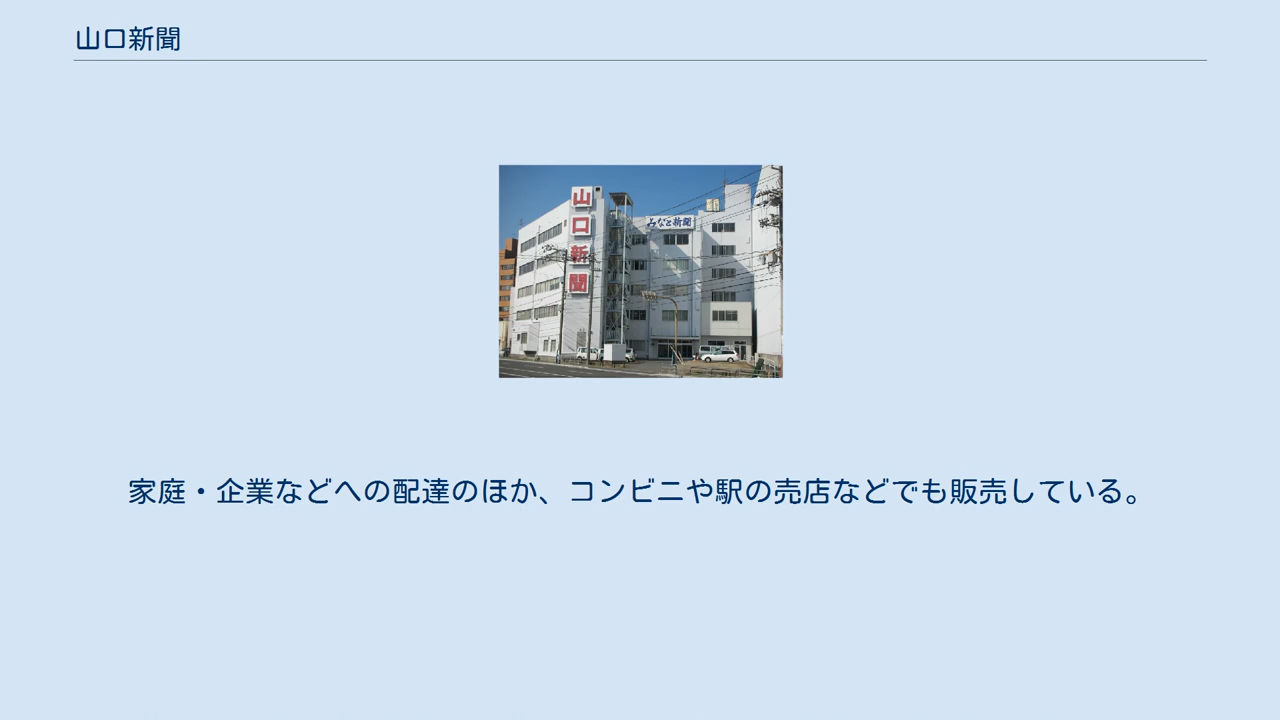 山口新聞
山口新聞
みなと新聞
家庭・企業などへの配達のほか、コンビニや駅の売店などでも販売している。